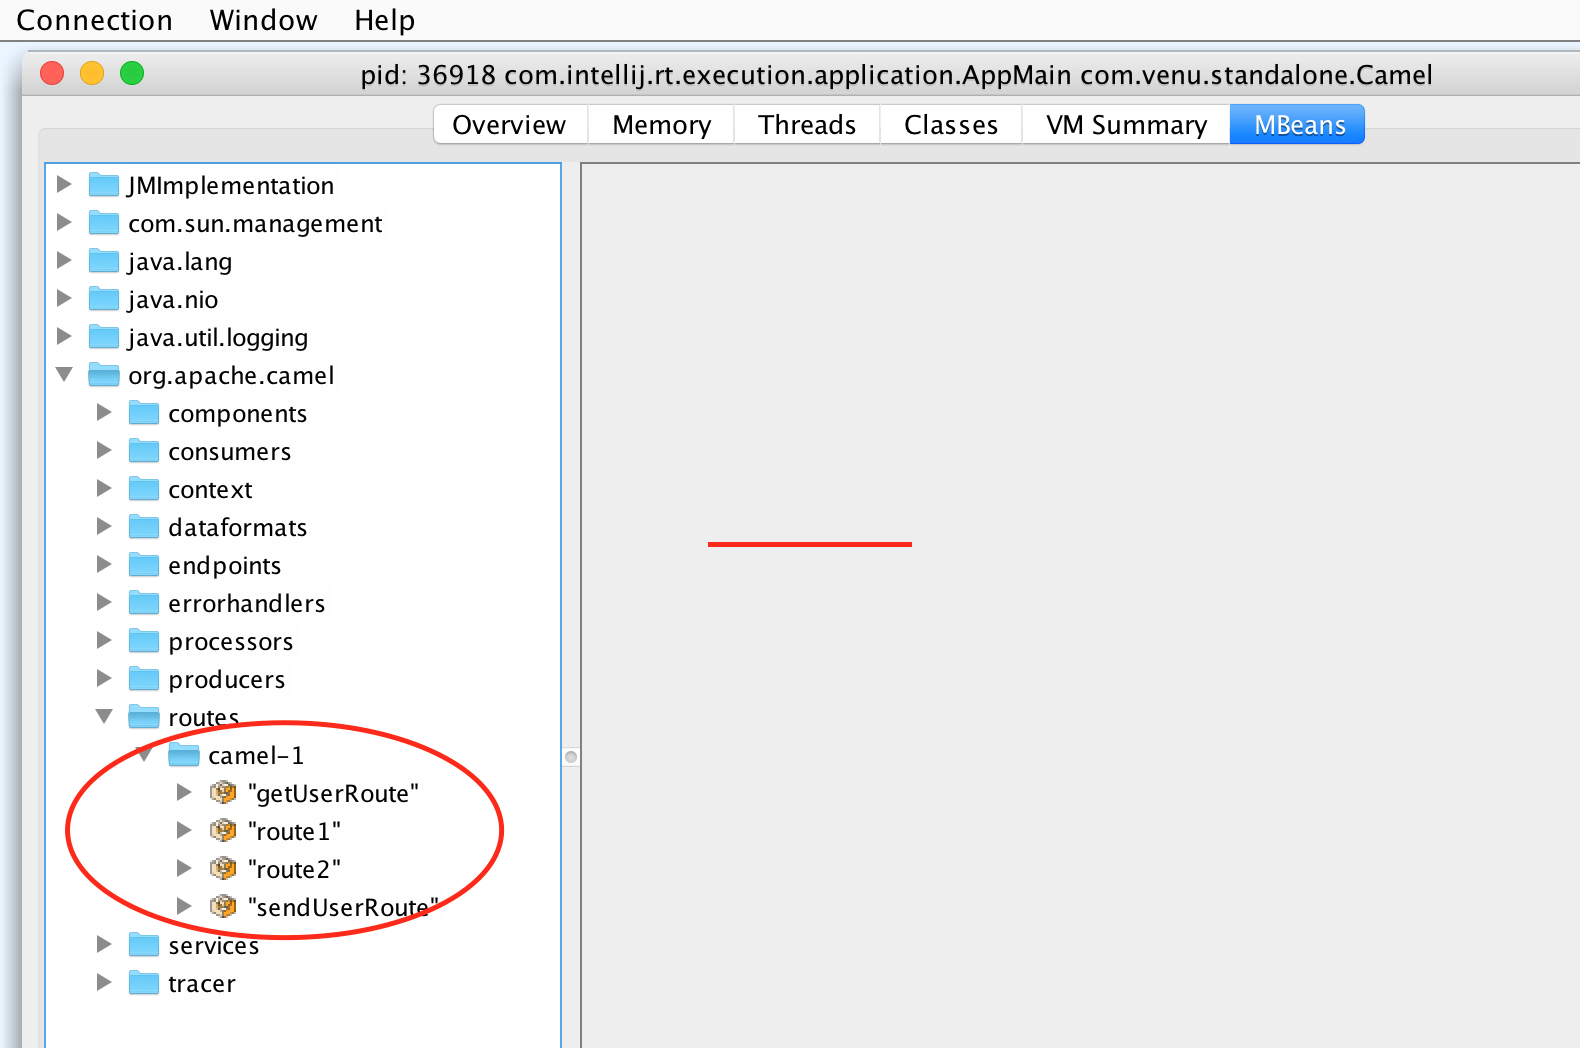 Connection Window Help
pid: 36918 com.intellij.rt.execution.application.AppMain com.venu.standalone.Camel
Overview Memory Threads Classes VM Summary MBeans
JMImplementation
com.sun.management
java.lang
java.nio
java.util.logging
org.apache.camel
components
consumers
context
dataformats
endpoints
errorhandlers
processors
producers
routes
camel-1
"getUserRoute"
"route1"
"route2"
"sendUserRoute"
services
tracer